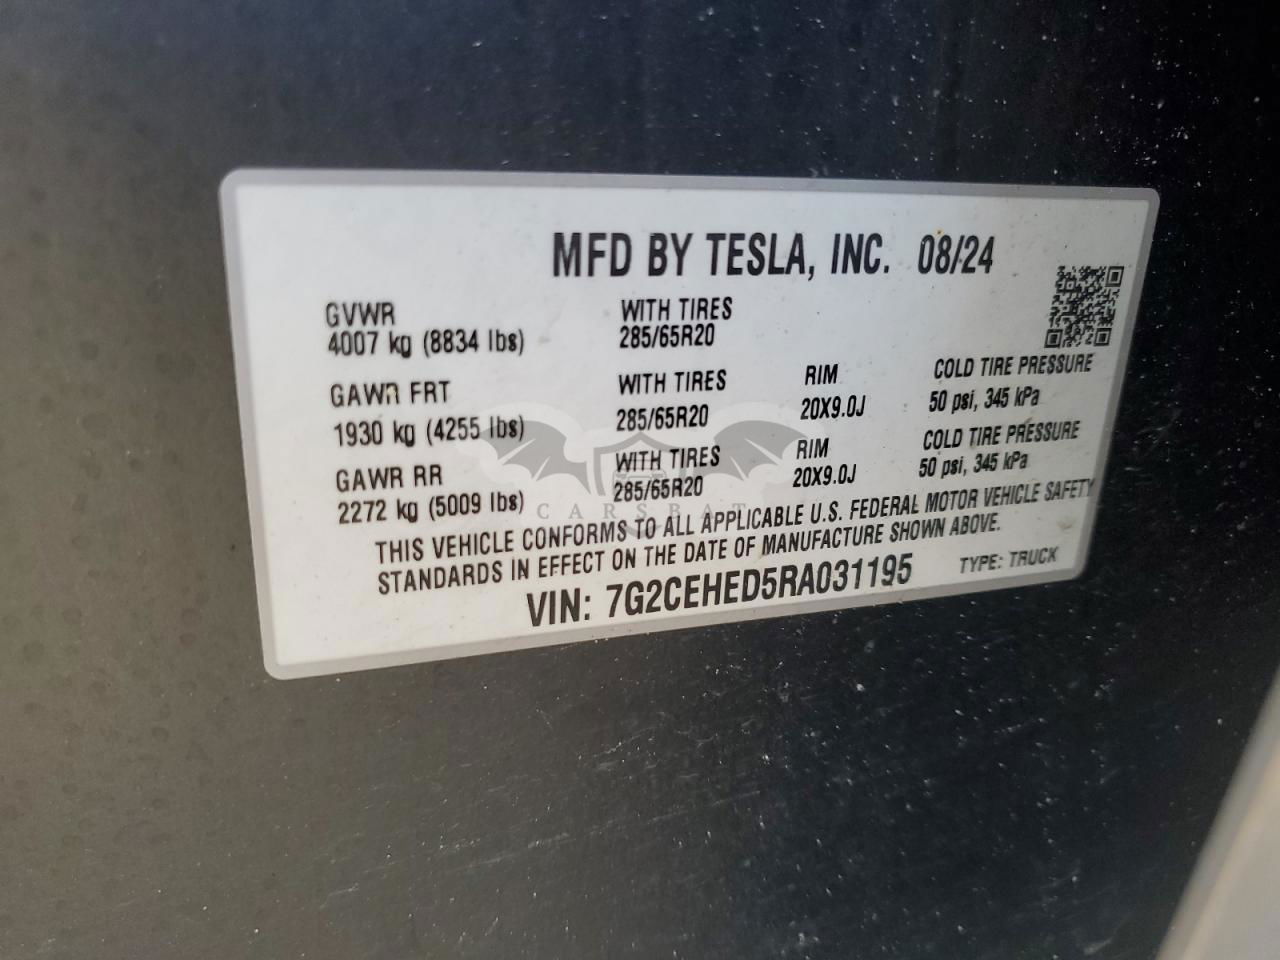 MFD BY TESLA, INC. 08/24
GVWR
4007 kg (8834 lbs)
WITH TIRES
285/65R20
GAWR FRT
1930 kg (4255 lbs)
WITH TIRES
285/65R20
RIM
20X9.0J
COLD TIRE PRESSURE
50 psi, 345 kPa
GAWR RR
2272 kg (5009 lbs)
WITH TIRES
285/65R20
RIM
20X9.0J
COLD TIRE PRESSURE
50 psi, 345 kPa
CARSBAT
THIS VEHICLE CONFORMS TO ALL APPLICABLE U.S. FEDERAL MOTOR VEHICLE SAFETY
STANDARDS IN EFFECT ON THE DATE OF MANUFACTURE SHOWN ABOVE.
VIN: 7G2CEHED5RA031195
TYPE: TRUCK